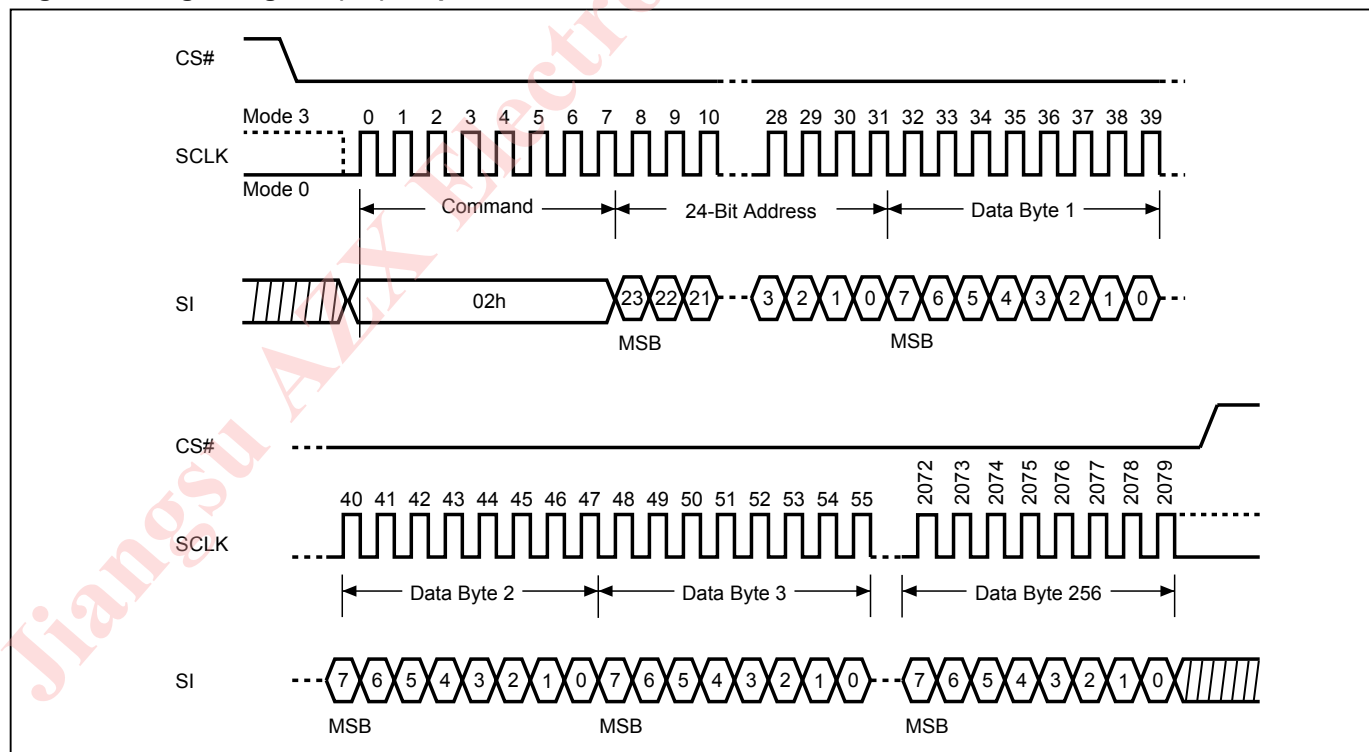 CS#
Mode 3
0 1 2 3 4 5 6 7 8 9 10 28 29 30 31 32 33 34 35 36 37 38 39
SCLK
Mode 0
Command 24-Bit Address Data Byte 1
SI 02h 23 22 21 3 2 1 0 7 6 5 4 3 2 1 0
MSB MSB
CS#
40 41 42 43 44 45 46 47 48 49 50 51 52 53 54 55 2072 2073 2074 2075 2076 2077 2078 2079
SCLK
Data Byte 2 Data Byte 3 Data Byte 256
SI 7 6 5 4 3 2 1 0 7 6 5 4 3 2 1 0 7 6 5 4 3 2 1 0
MSB MSB MSB
Jiangsu AZX